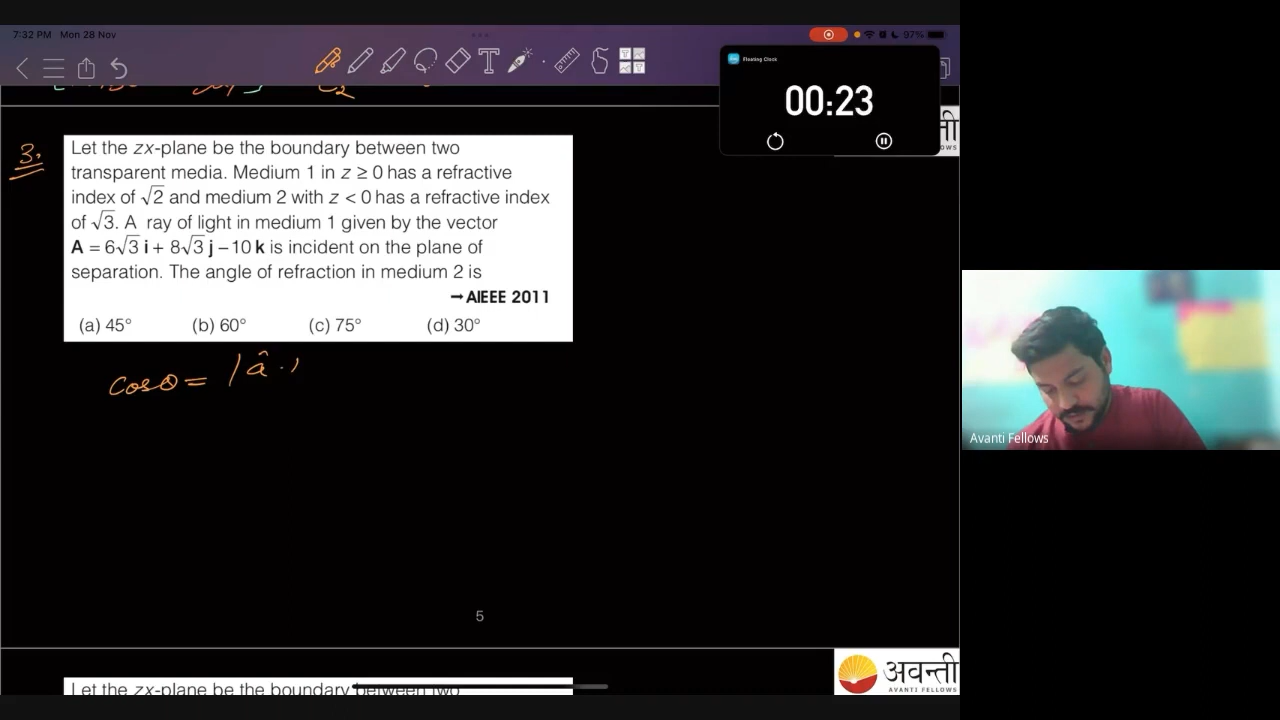 7:32 PM Mon 28 Nov
97%
Floating Clock
00:23
3.
Let the zx-plane be the boundary between two
transparent media. Medium 1 in z ≥ 0 has a refractive
index of √2 and medium 2 with z < 0 has a refractive index
of √3. A ray of light in medium 1 given by the vector
A = 6√3 i + 8√3 j – 10 k is incident on the plane of
separation. The angle of refraction in medium 2 is
→ AIEEE 2011
(a) 45° (b) 60° (c) 75° (d) 30°
cosθ = | â ·
Avanti Fellows
5
अवन्ती
AVANTI FELLOWS
Let the zx-plane be the boundary between two